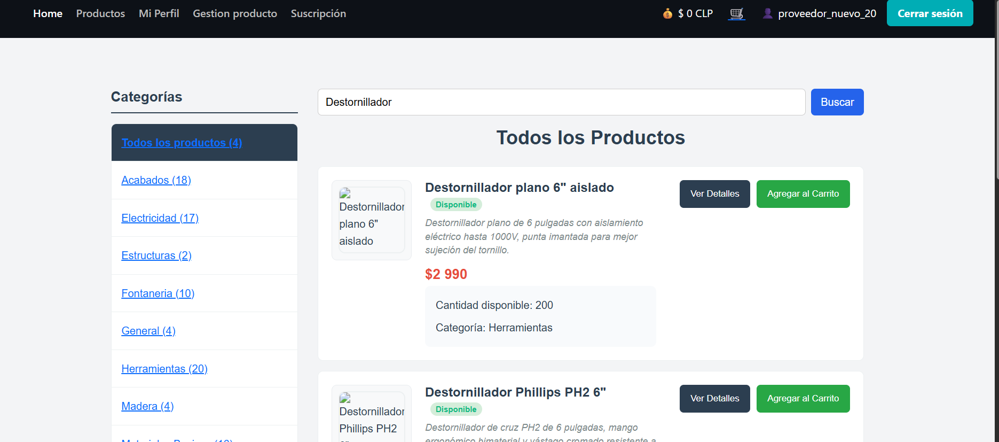 Home Productos Mi Perfil Gestion producto Suscripción $ 0 CLP proveedor_nuevo_20 Cerrar sesión
Categorías
Todos los productos (4)
Acabados (18)
Electricidad (17)
Estructuras (2)
Fontaneria (10)
General (4)
Herramientas (20)
Madera (4)
Destornillador Buscar
Todos los Productos
Destornillador
plano 6"
aislado
Destornillador plano 6" aislado
Disponible
Destornillador plano de 6 pulgadas con aislamiento
eléctrico hasta 1000V, punta imantada para mejor
sujeción del tornillo.
$2 990
Cantidad disponible: 200
Categoría: Herramientas
Ver Detalles Agregar al Carrito
Destornillador
Phillips PH2
Destornillador Phillips PH2 6"
Disponible
Destornillador de cruz PH2 de 6 pulgadas, mango
ergonómico bimaterial y vástago cromado resistente a
Ver Detalles Agregar al Carrito